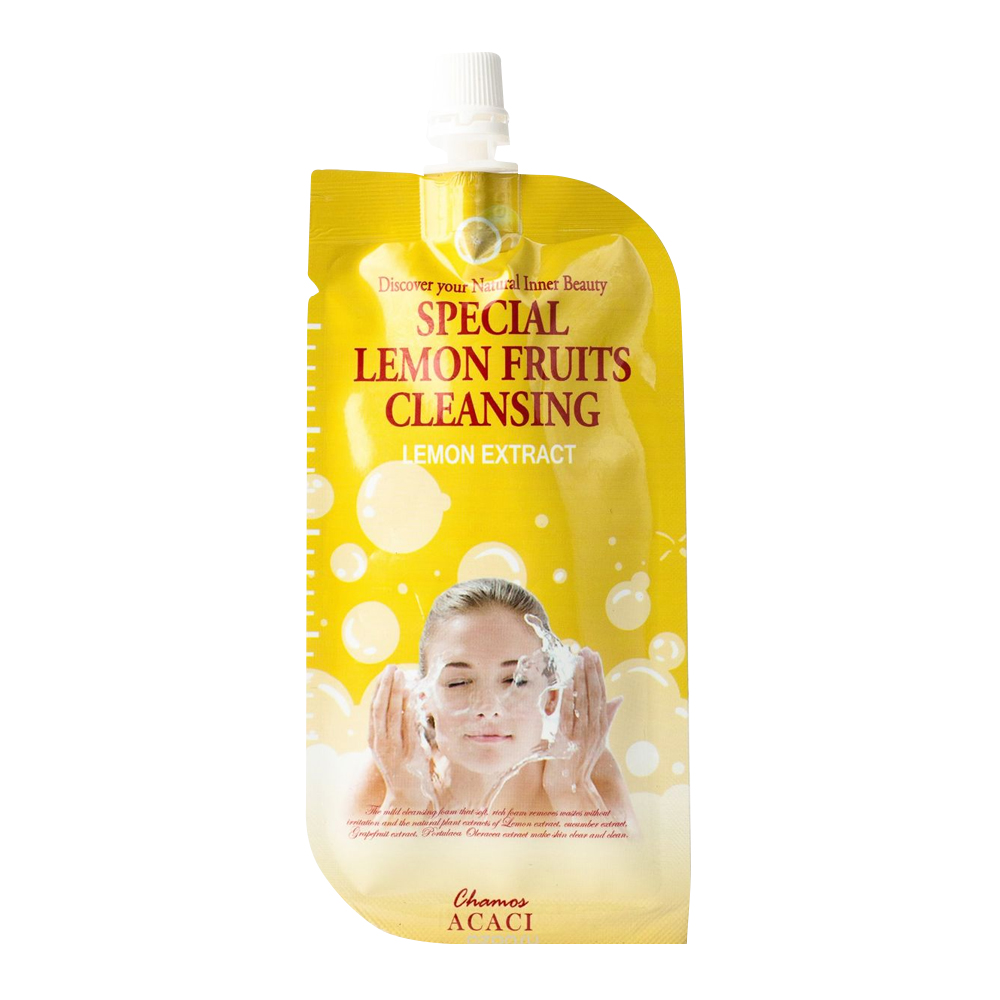 Discover your Natural Inner Beauty
SPECIAL
LEMON FRUITS
CLEANSING
LEMON EXTRACT
The mild cleansing foam that soft, rich foam removes wastes without
irritation and the natural plant extracts of Lemon extract, cucumber extract,
Grapefruit extract, Portulaca Oleracea extract make skin clear and clean.
Chamos
ACACI